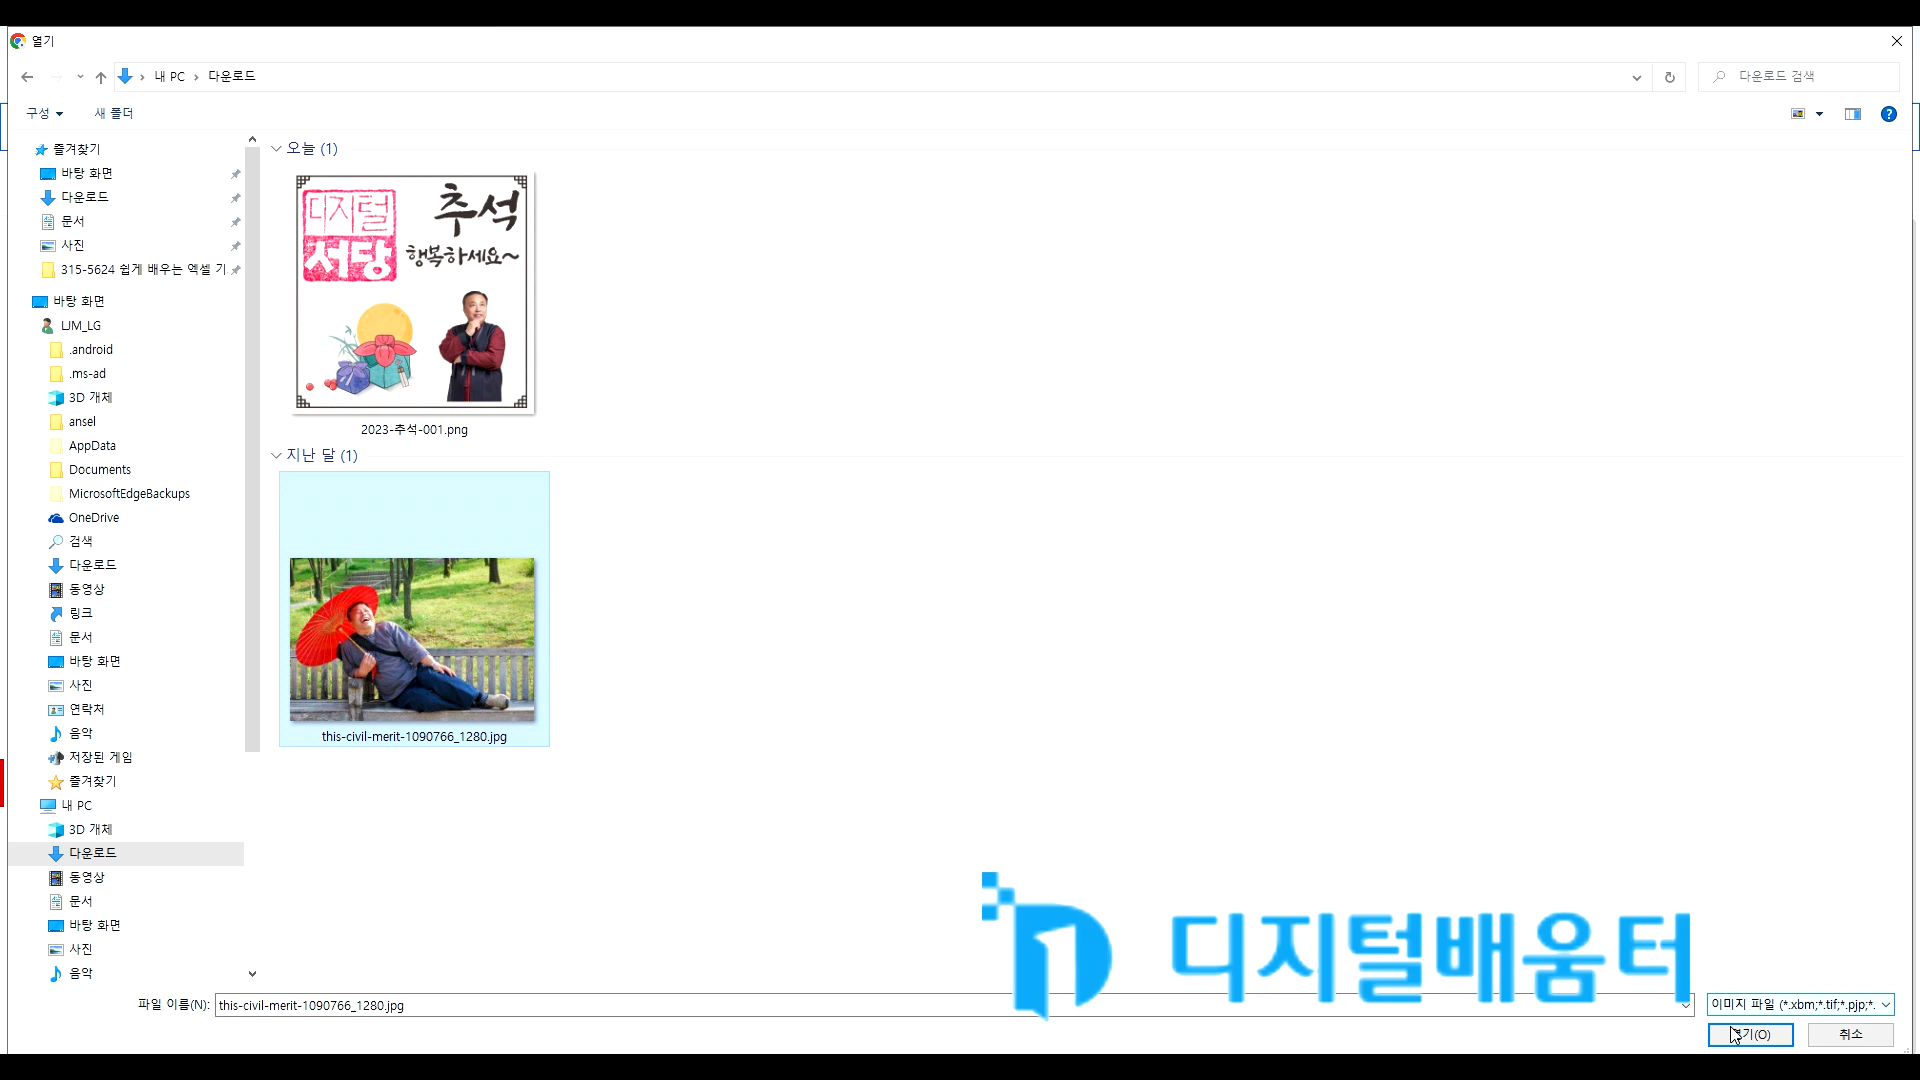 열기
내 PC
다운로드
다운로드 검색
구성
새 폴더
즐겨찾기
바탕 화면
다운로드
문서
사진
315-5624 쉽게 배우는 엑셀 기
바탕 화면
LJM_LG
.android
.ms-ad
3D 개체
ansel
AppData
Documents
MicrosoftEdgeBackups
OneDrive
검색
다운로드
동영상
링크
문서
바탕 화면
사진
연락처
음악
저장된 게임
즐겨찾기
내 PC
3D 개체
다운로드
동영상
문서
바탕 화면
사진
음악
오늘 (1)
디지털
서당
추석
행복하세요~
2023-추석-001.png
지난 달 (1)
this-civil-merit-1090766_1280.jpg
디지털배움터
파일 이름(N):
this-civil-merit-1090766_1280.jpg
이미지 파일 (*.xbm;*.tif;*.pjp;*.
기(O)
취소